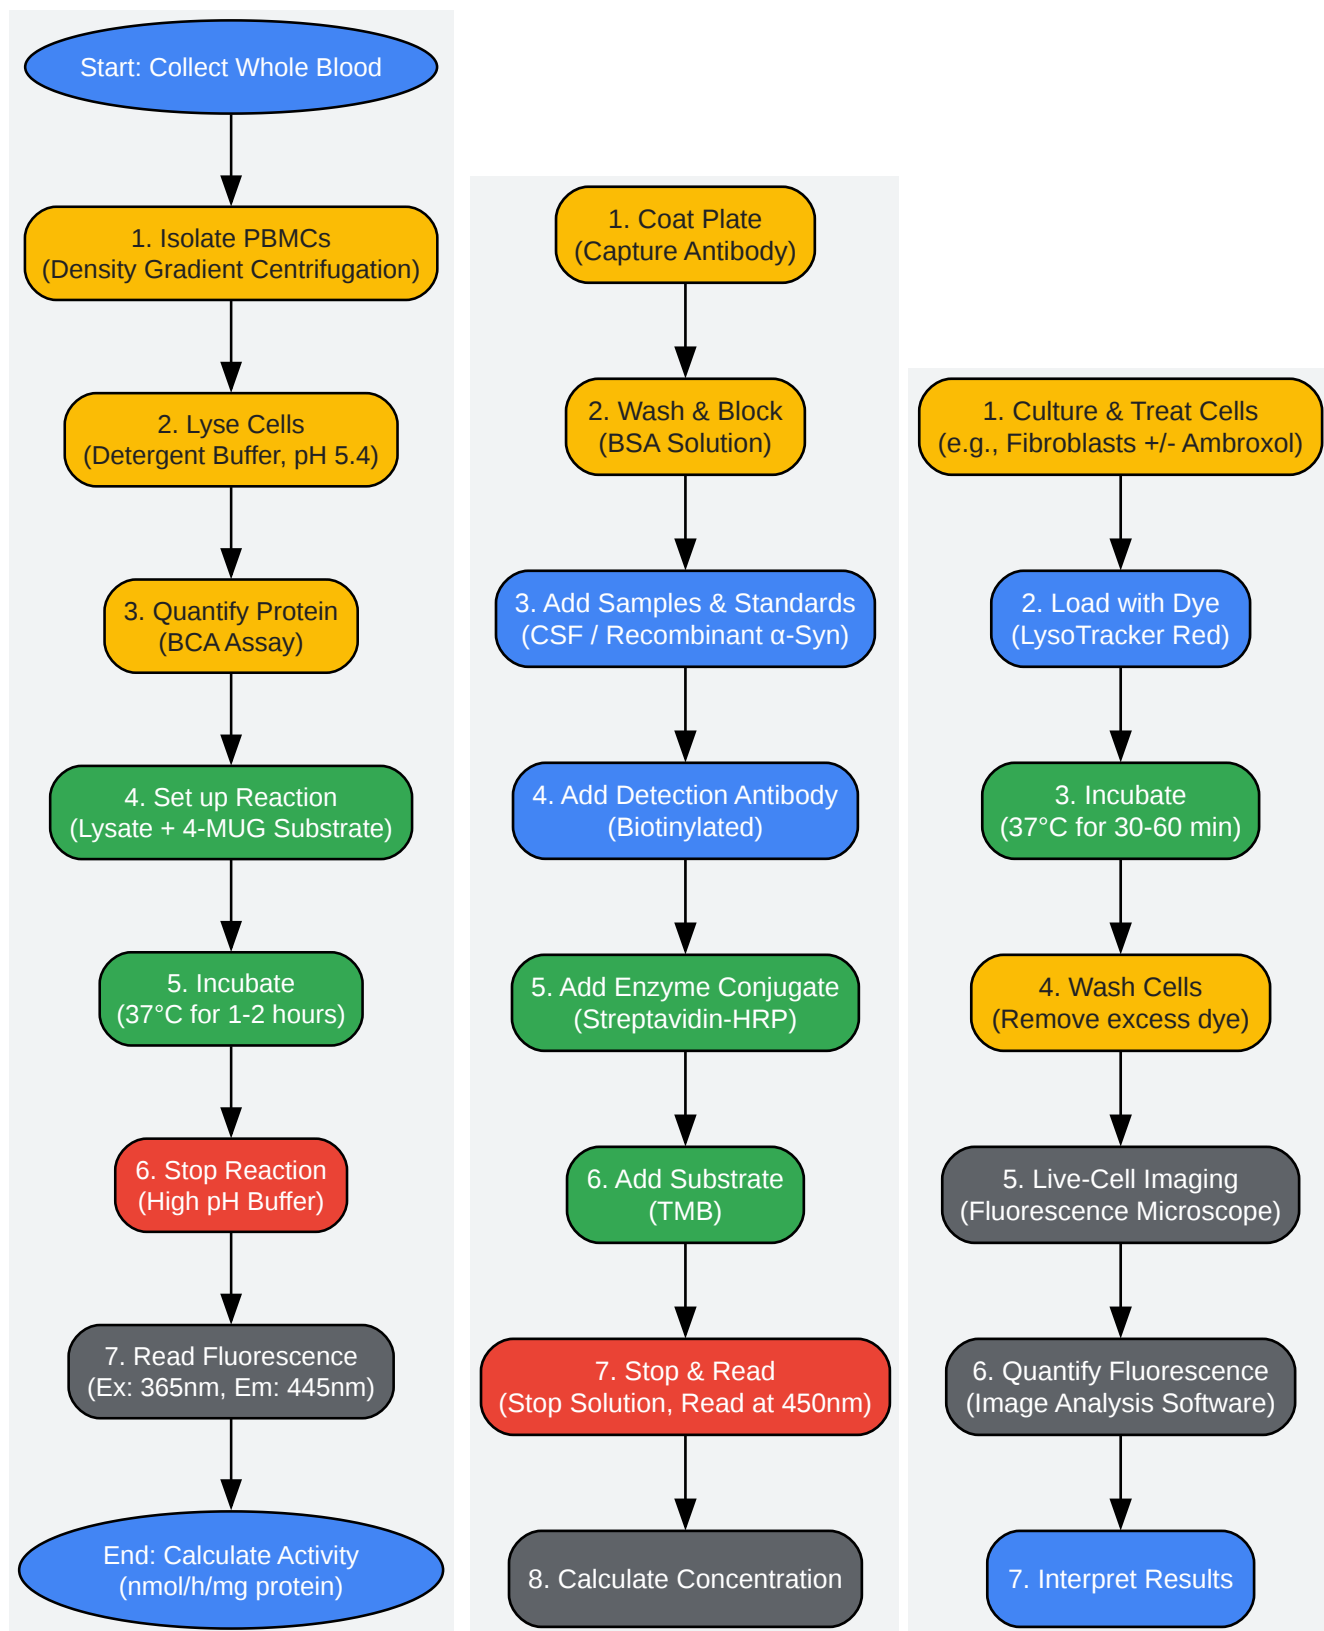 Start: Collect Whole Blood
1. Isolate PBMCs
(Density Gradient Centrifugation)
2. Lyse Cells
(Detergent Buffer, pH 5.4)
3. Quantify Protein
(BCA Assay)
4. Set up Reaction
(Lysate + 4-MUG Substrate)
5. Incubate
(37°C for 1-2 hours)
6. Stop Reaction
(High pH Buffer)
7. Read Fluorescence
(Ex: 365nm, Em: 445nm)
End: Calculate Activity
(nmol/h/mg protein)
1. Coat Plate
(Capture Antibody)
2. Wash & Block
(BSA Solution)
3. Add Samples & Standards
(CSF / Recombinant α-Syn)
4. Add Detection Antibody
(Biotinylated)
5. Add Enzyme Conjugate
(Streptavidin-HRP)
6. Add Substrate
(TMB)
7. Stop & Read
(Stop Solution, Read at 450nm)
8. Calculate Concentration
1. Culture & Treat Cells
(e.g., Fibroblasts +/- Ambroxol)
2. Load with Dye
(LysoTracker Red)
3. Incubate
(37°C for 30-60 min)
4. Wash Cells
(Remove excess dye)
5. Live-Cell Imaging
(Fluorescence Microscope)
6. Quantify Fluorescence
(Image Analysis Software)
7. Interpret Results